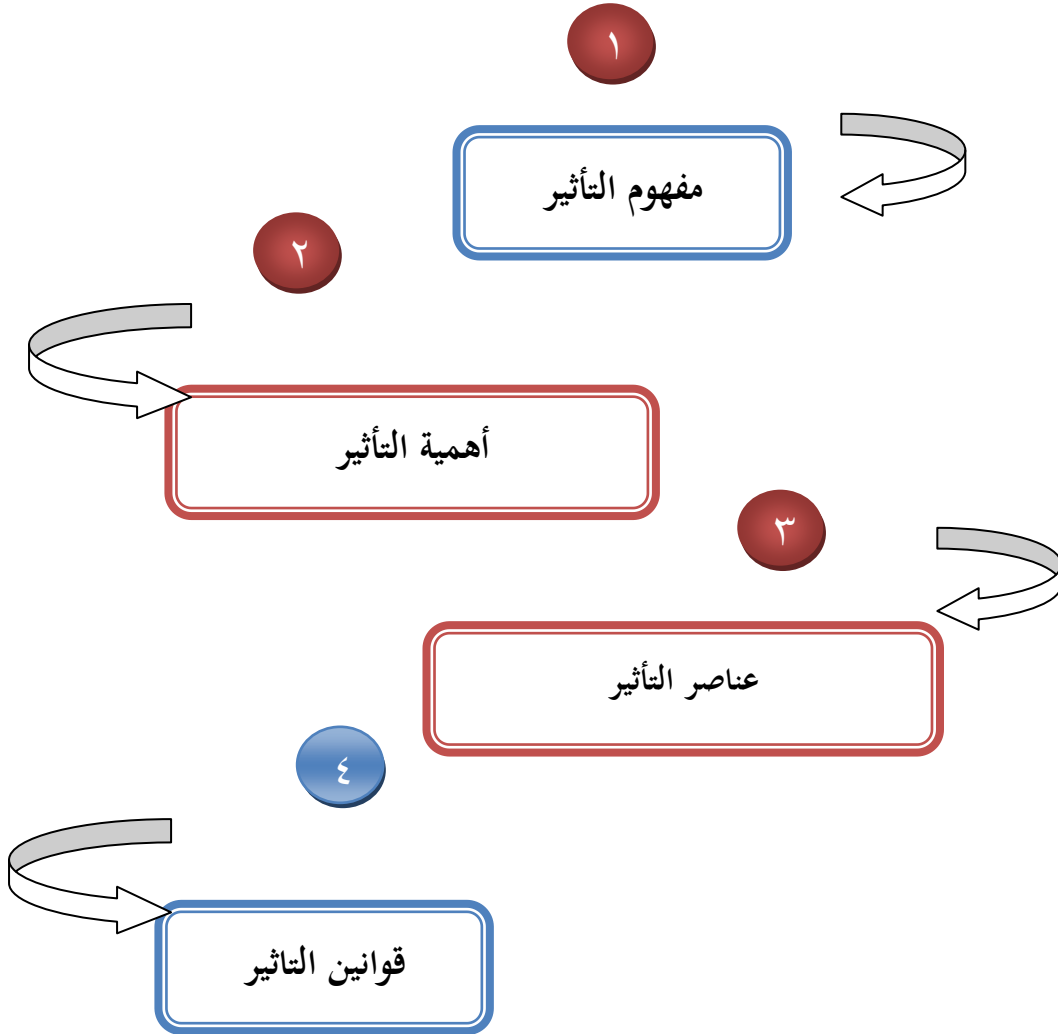 ١
مفهوم التأثير
٢
أهمية التأثير
٣
عناصر التأثير
٤
قوانين التاثير